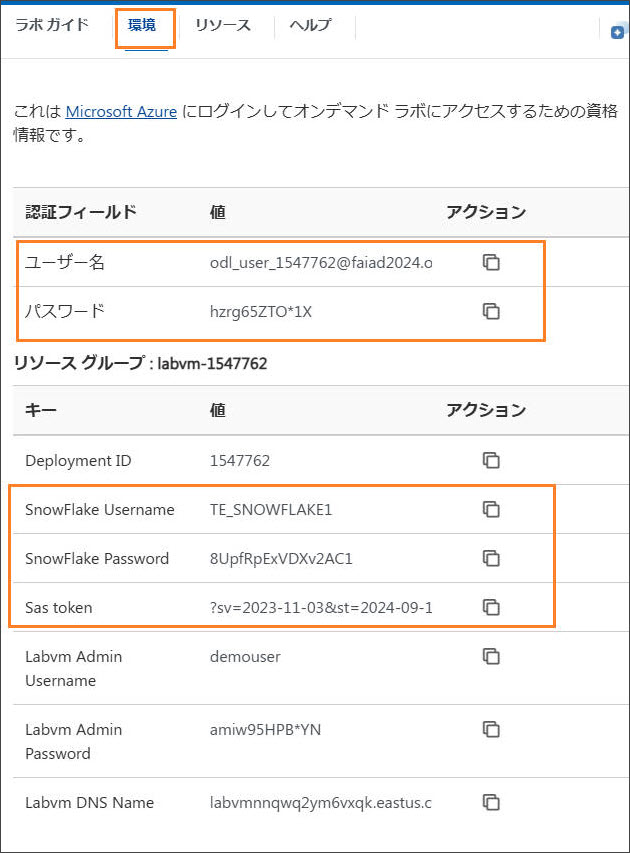 ラボ ガイド 環境 リソース ヘルプ
これは Microsoft Azure にログインしてオンデマンド ラボにアクセスするための資格
情報です。
認証フィールド 値 アクション
ユーザー名 odl_user_1547762@faiad2024.o
パスワード hzrg65ZTO*1X
リソース グループ : labvm-1547762
キー 値 アクション
Deployment ID 1547762
SnowFlake Username TE_SNOWFLAKE1
SnowFlake Password 8UpfRpExVDXv2AC1
Sas token ?sv=2023-11-03&st=2024-09-1
Labvm Admin demouser
Username
Labvm Admin amiw95HPB*YN
Password
Labvm DNS Name labvmnnqwq2ym6vxqk.eastus.c